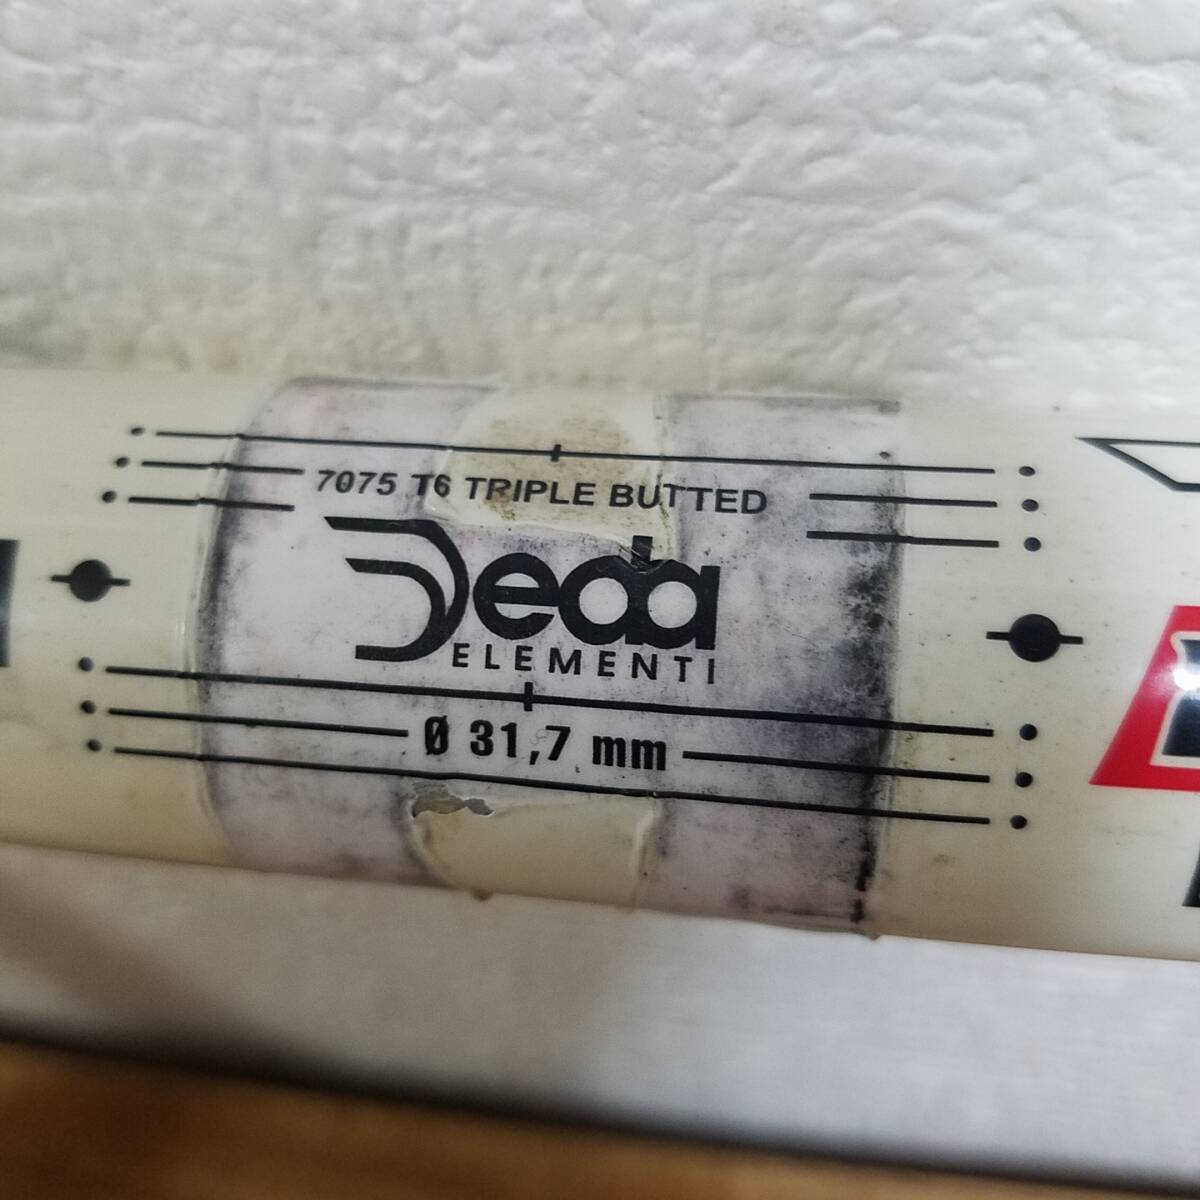 7075 T6 TRIPLE BUTTED
Deda
ELEMENTI
Ø 31,7 mm